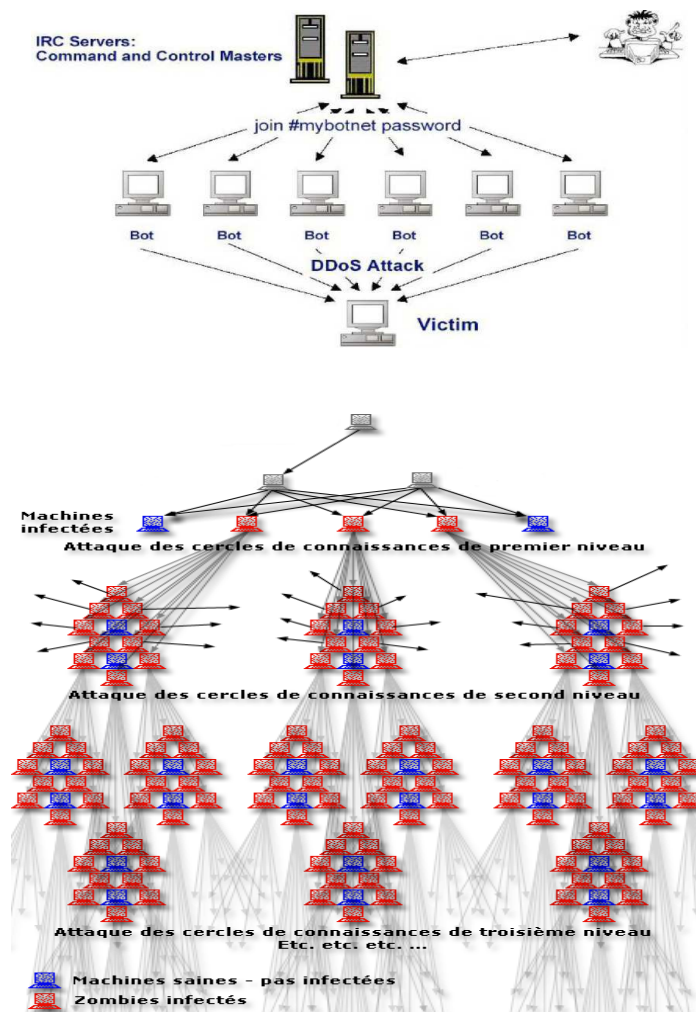 IRC Servers:
Command and Control Masters
join #mybotnet password
Bot Bot Bot Bot Bot Bot
DDoS Attack
Victim
Machines
infectées
Attaque des cercles de connaissances de premier niveau
Attaque des cercles de connaissances de second niveau
Attaque des cercles de connaissances de troisième niveau
Etc. etc. etc. ...
Machines saines - pas infectées
Zombies infectés